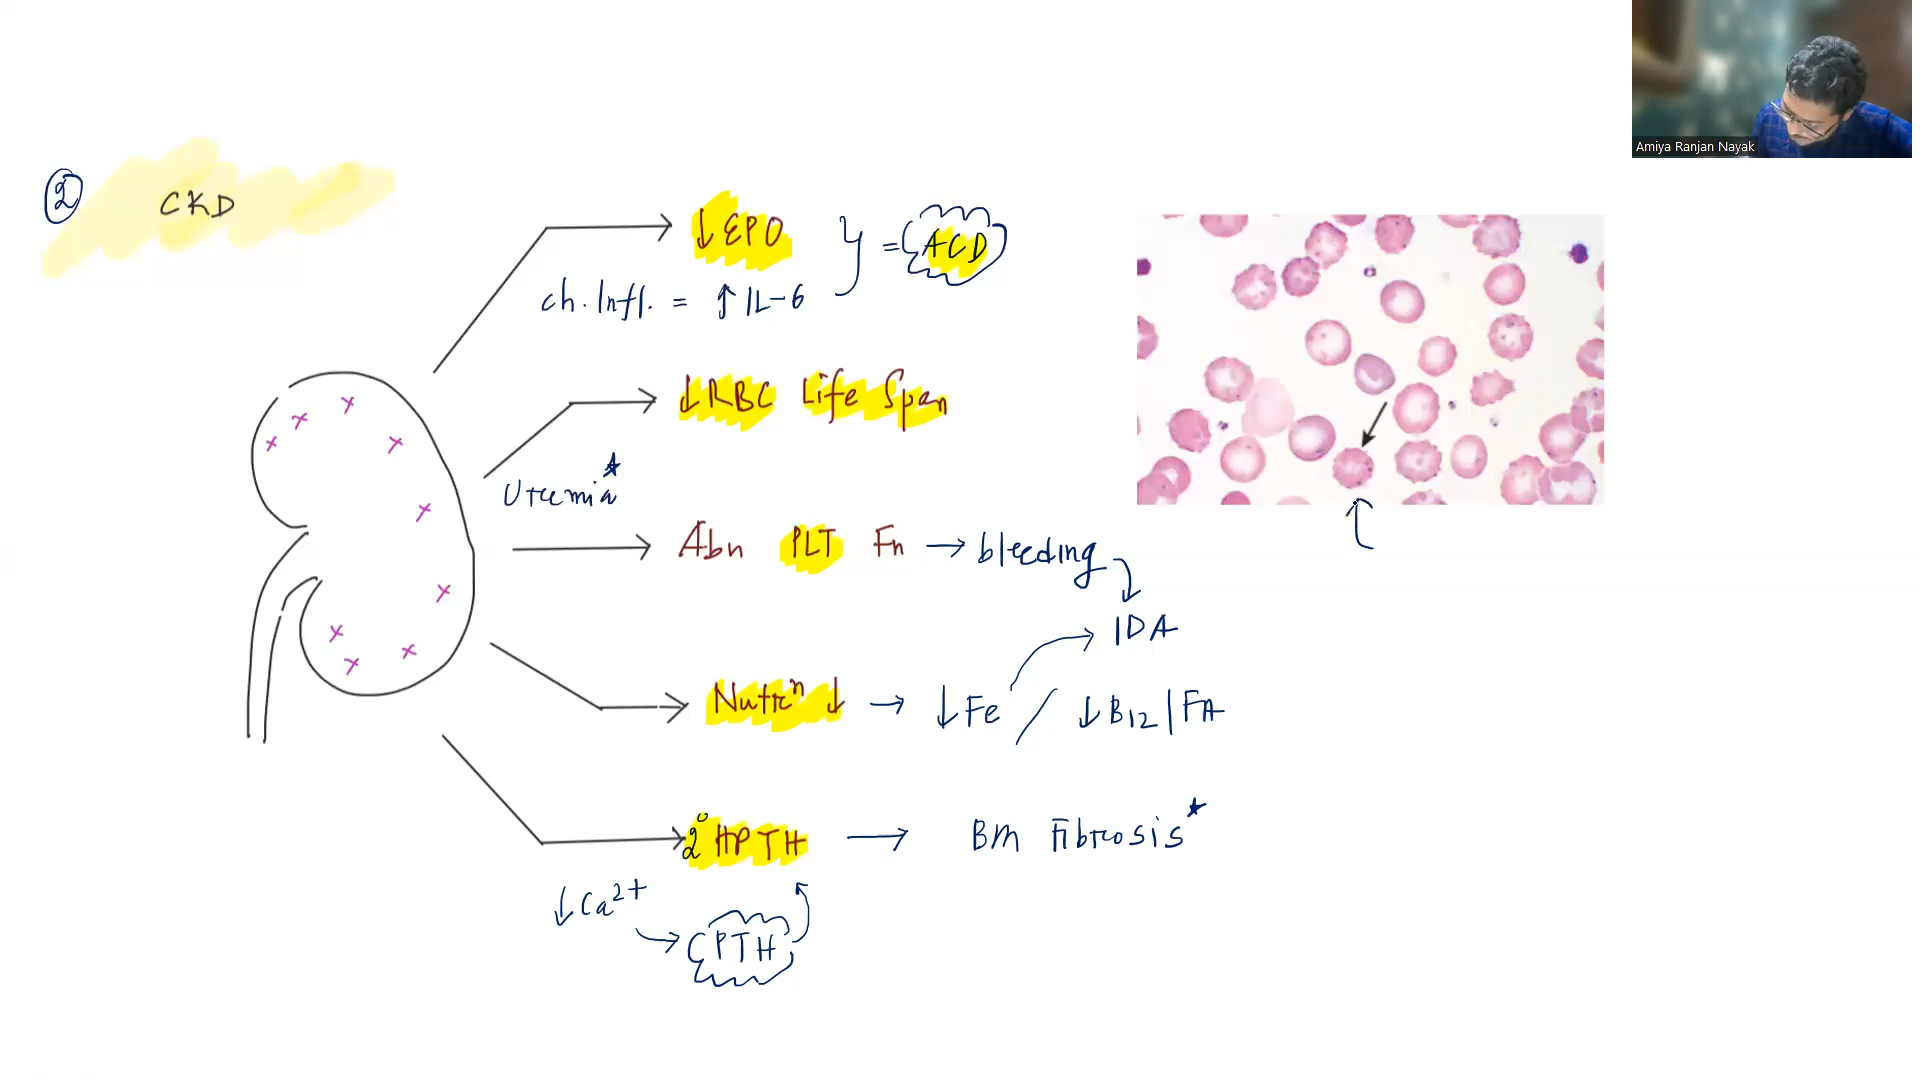 Amiya Ranjan Nayak
② CKD
↓EPO } = ACD
ch. Infl. = ↑ IL-6
↓RBC Life Span
Uremia*
Abn PLT Fn → bleeding
IDA
Nutrⁿ ↓ → ↓Fe / ↓B12 | FA
2° HPTH → BM Fibrosis*
↓Ca²⁺
PTH